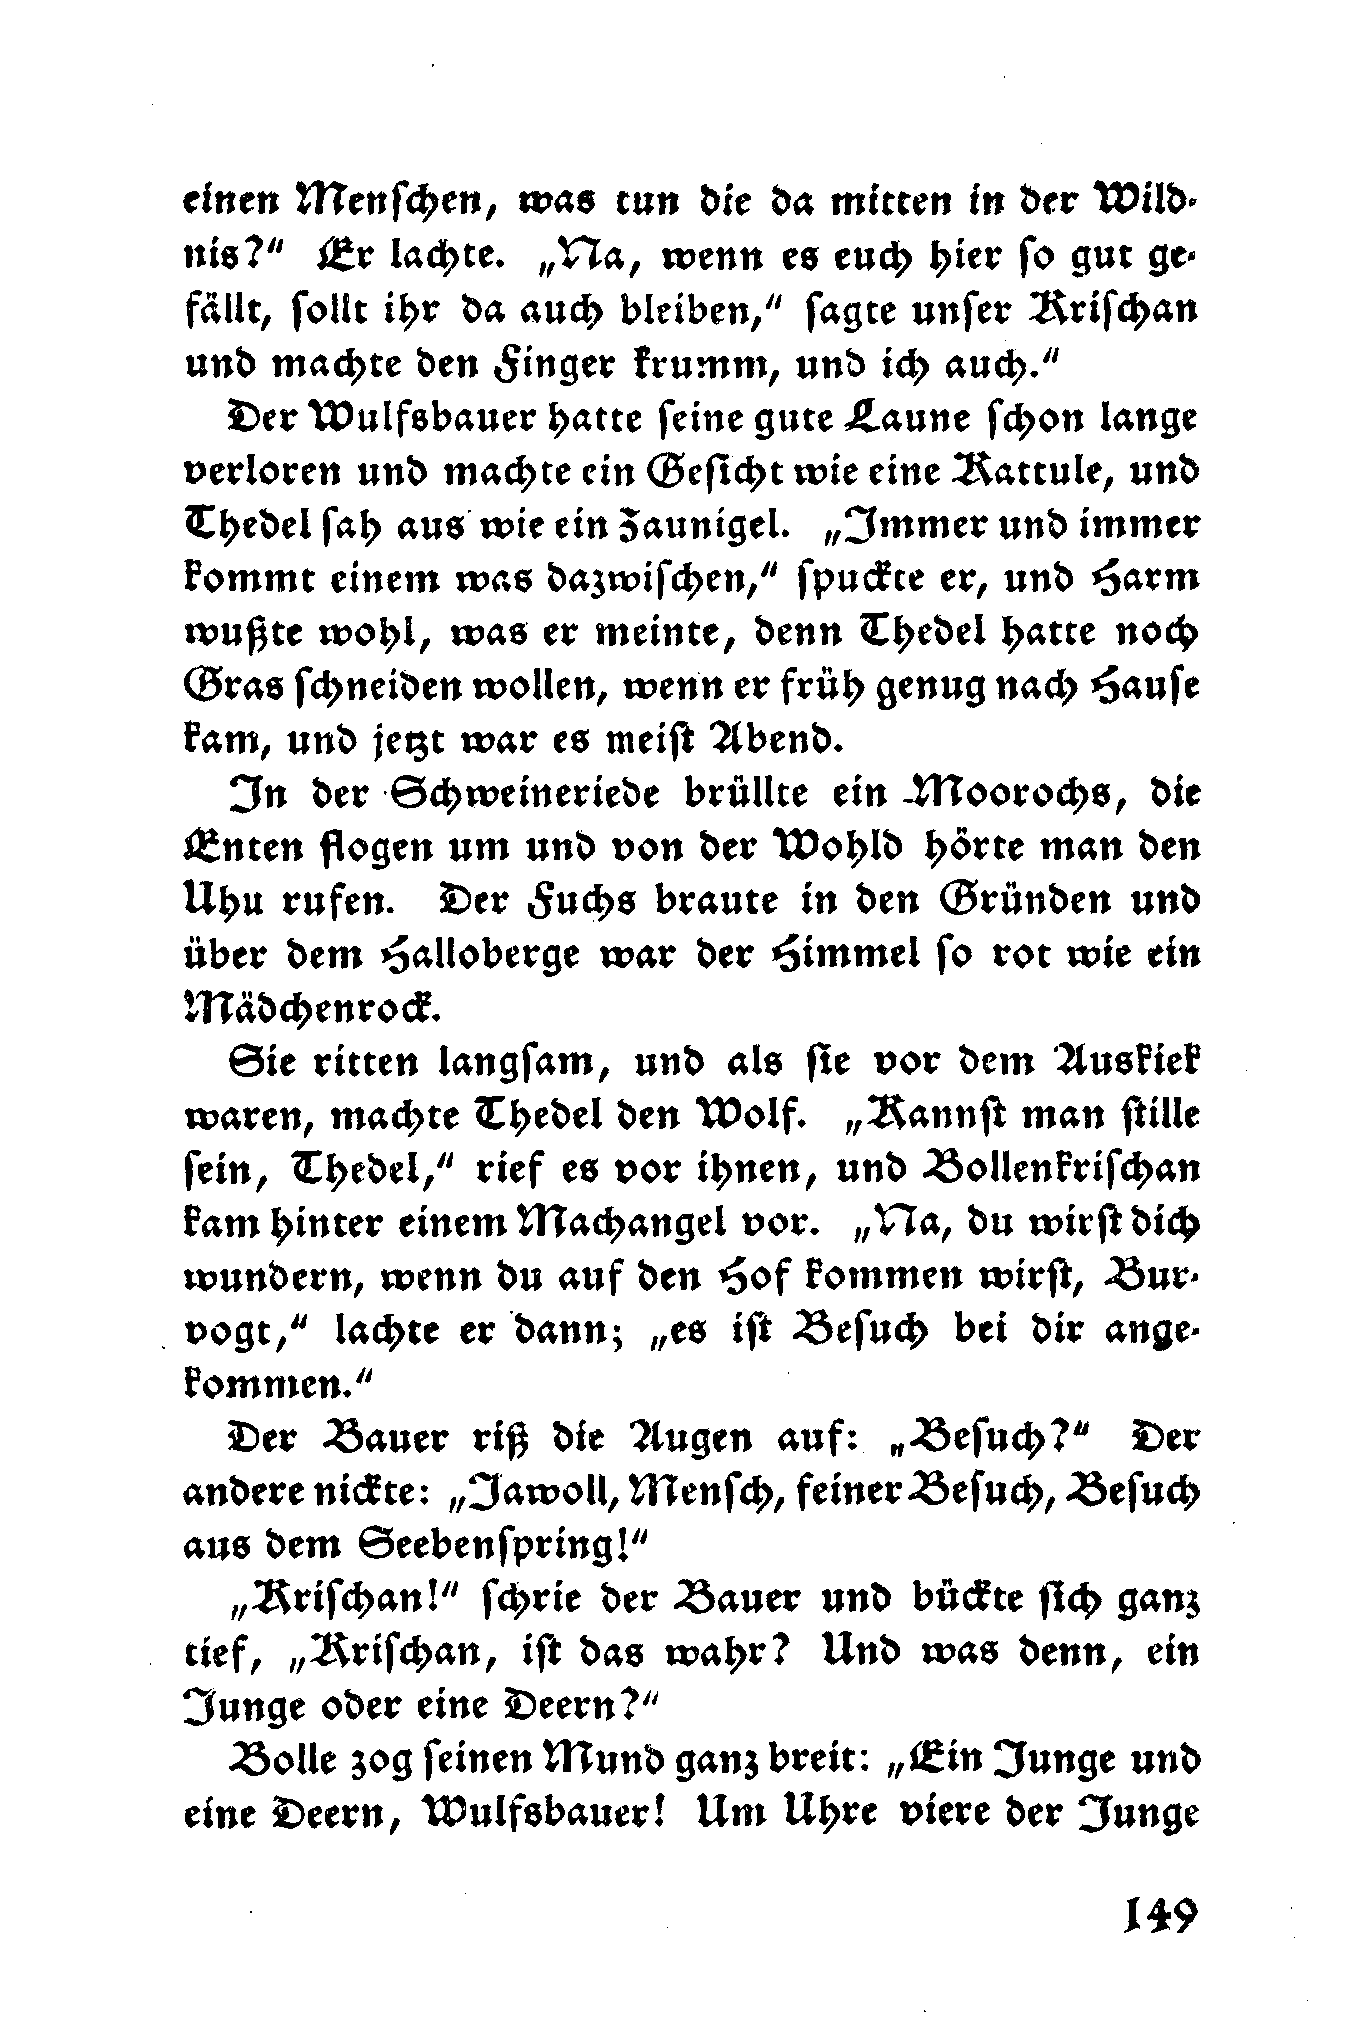 einen Menschen, was tun die da mitten in der Wild-
nis?“ Er lachte. „Na, wenn es euch hier so gut ge-
fällt, sollt ihr da auch bleiben,“ sagte unser Krischan
und machte den Finger krumm, und ich auch.“
Der Wulfsbauer hatte seine gute Laune schon lange
verloren und machte ein Gesicht wie eine Kattule, und
Thedel sah aus wie ein Zaunigel. „Immer und immer
kommt einem was dazwischen,“ spuckte er, und Harm
wußte wohl, was er meinte, denn Thedel hatte noch
Gras schneiden wollen, wenn er früh genug nach Hause
kam, und jetzt war es meist Abend.
In der Schweineriede brüllte ein Moorochs, die
Enten flogen um und von der Wohld hörte man den
Uhu rufen. Der Fuchs braute in den Gründen und
über dem Halloberge war der Himmel so rot wie ein
Mädchenrock.
Sie ritten langsam, und als sie vor dem Auskiek
waren, machte Thedel den Wolf. „Kannst man stille
sein, Thedel,“ rief es vor ihnen, und Bollenkrischan
kam hinter einem Machangel vor. „Na, du wirst dich
wundern, wenn du auf den Hof kommen wirst, Bur-
vogt,“ lachte er dann; „es ist Besuch bei dir ange-
kommen.“
Der Bauer riß die Augen auf: „Besuch?“ Der
andere nickte: „Jawoll, Mensch, feiner Besuch, Besuch
aus dem Seebenspring!“
„Krischan!“ schrie der Bauer und bückte sich ganz
tief, „Krischan, ist das wahr? Und was denn, ein
Junge oder eine Deern?“
Bolle zog seinen Mund ganz breit: „Ein Junge und
eine Deern, Wulfsbauer! Um Uhre viere der Junge
149